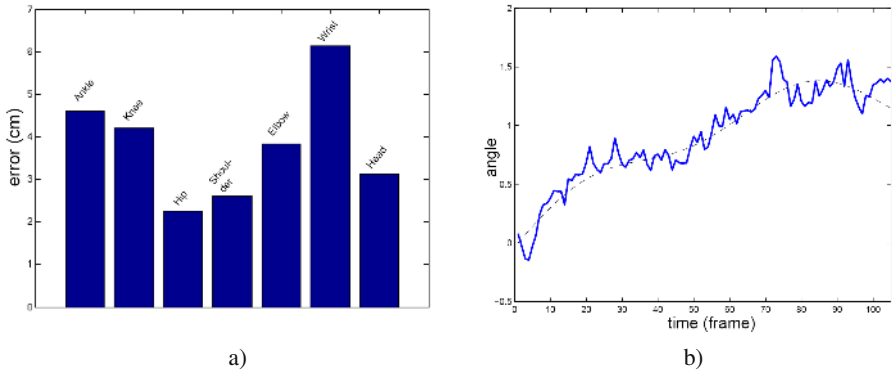 7
6
5
4
3
2
1
0
error (cm)
Ankle
Knee
Hip
Shoul-
der
Elbow
Wrist
Head
a)
2
1.5
1
0.5
0
−0.5
angle
0 10 20 30 40 50 60 70 80 90 100
time (frame)
b)